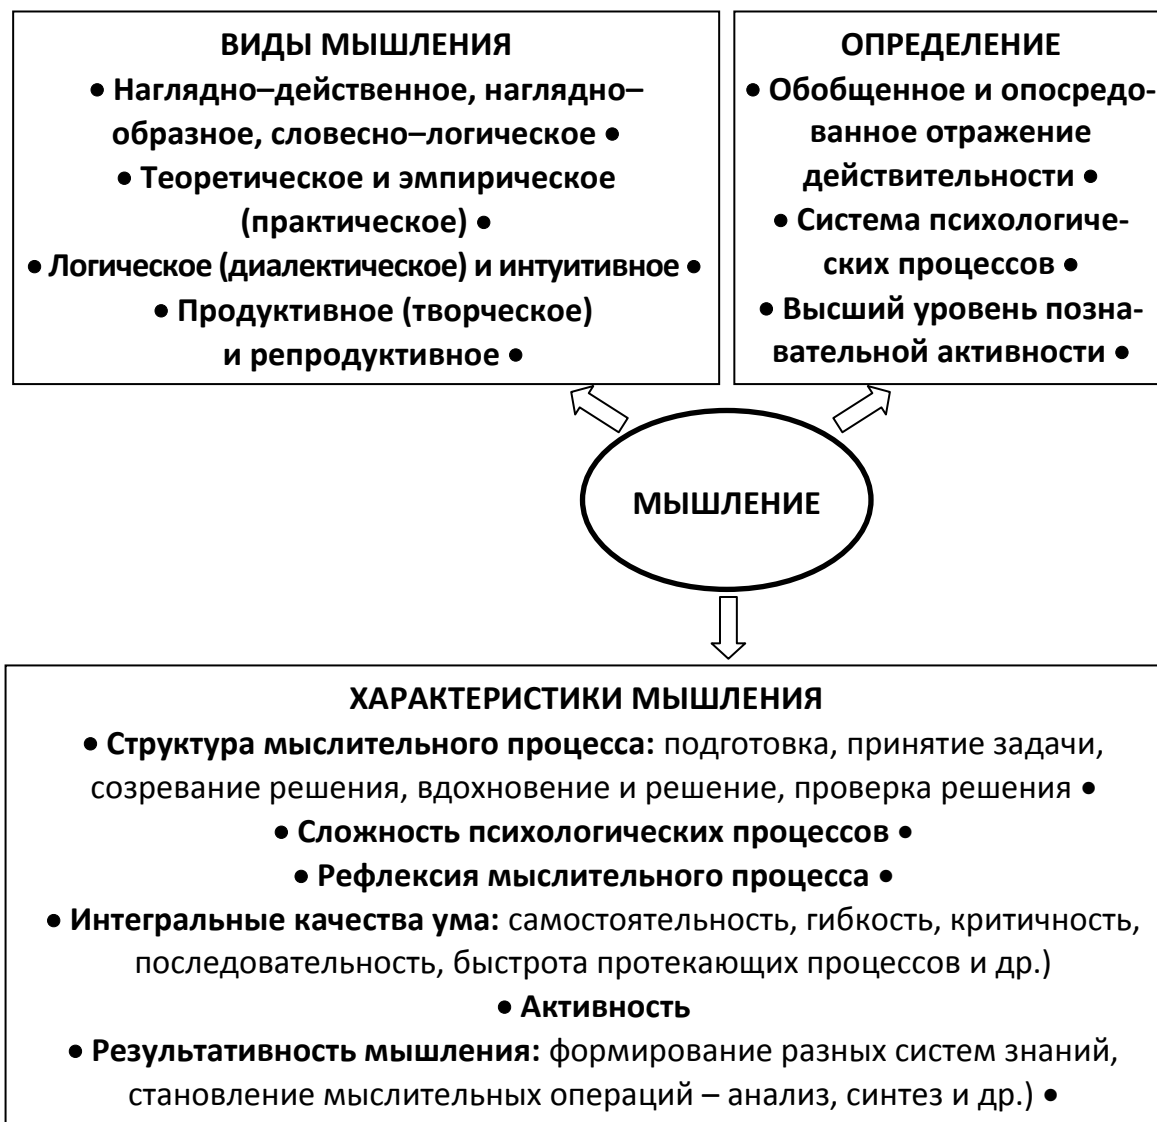 ВИДЫ МЫШЛЕНИЯ
• Наглядно–действенное, наглядно–
образное, словесно–логическое •
• Теоретическое и эмпирическое
(практическое) •
• Логическое (диалектическое) и интуитивное •
• Продуктивное (творческое)
и репродуктивное •
ОПРЕДЕЛЕНИЕ
• Обобщенное и опосредо-
ванное отражение
действительности •
• Система психологиче-
ских процессов •
• Высший уровень позна-
вательной активности •
МЫШЛЕНИЕ
ХАРАКТЕРИСТИКИ МЫШЛЕНИЯ
• Структура мыслительного процесса: подготовка, принятие задачи,
созревание решения, вдохновение и решение, проверка решения •
• Сложность психологических процессов •
• Рефлексия мыслительного процесса •
• Интегральные качества ума: самостоятельность, гибкость, критичность,
последовательность, быстрота протекающих процессов и др.)
• Активность
• Результативность мышления: формирование разных систем знаний,
становление мыслительных операций – анализ, синтез и др.) •